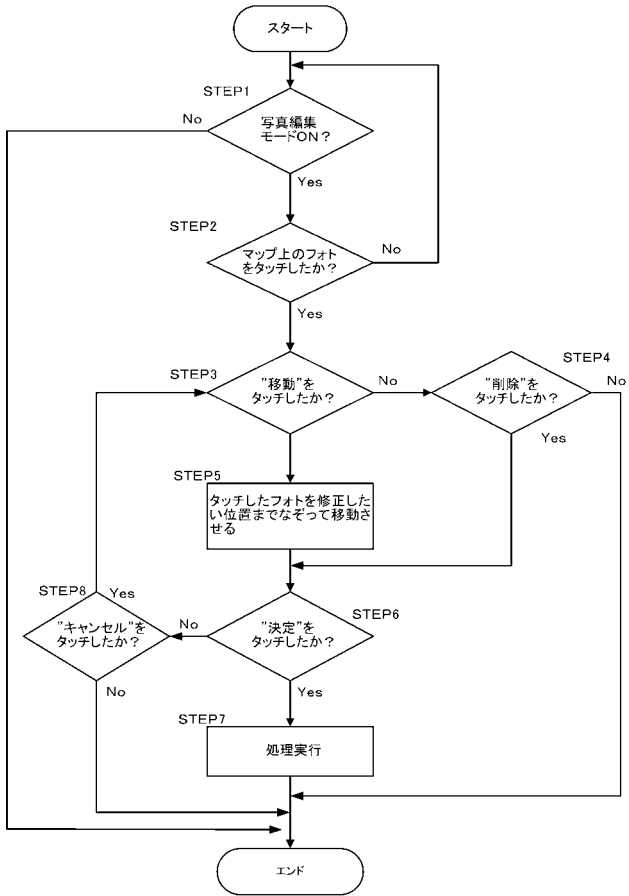 スタート
STEP1
No
写真編集
モードON？
Yes
STEP2
マップ上のフォト
をタッチしたか？
No
Yes
STEP3
”移動”を
タッチしたか？
No
STEP4
”削除”を
タッチしたか？
No
Yes
STEP5
タッチしたフォトを修正した
い位置までなぞって移動さ
せる
STEP8
Yes
”キャンセル”を
タッチしたか？
No
No
STEP6
”決定”を
タッチしたか？
Yes
STEP7
処理実行
エンド